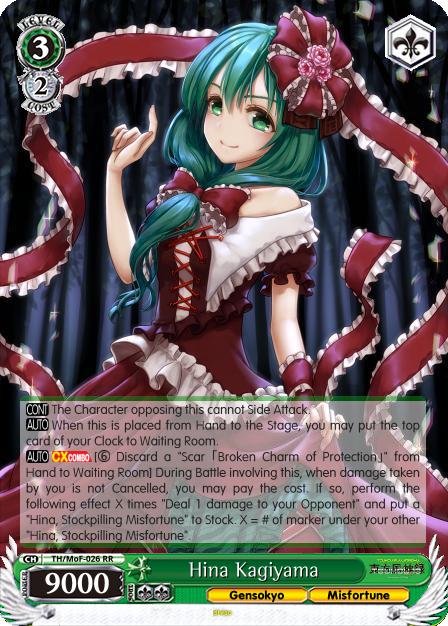 LEVEL
3
2
COST
CONT The Character opposing this cannot Side Attack.
AUTO When this is placed from Hand to the Stage, you may put the top
card of your Clock to Waiting Room.
AUTO CXCOMBO [⑥ Discard a "Scar「Broken Charm of Protection」" from
Hand to Waiting Room] During Battle involving this, when damage taken
by you is not Cancelled, you may pay the cost. If so, perform the
following effect X times "Deal 1 damage to your Opponent" and put a
"Hina, Stockpilling Misfortune" to Stock. X = # of marker under your other
"Hina, Stockpilling Misfortune".
CH TH/MoF-026 RR
POWER 9000 SOUL Hina Kagiyama
Gensokyo Misfortune